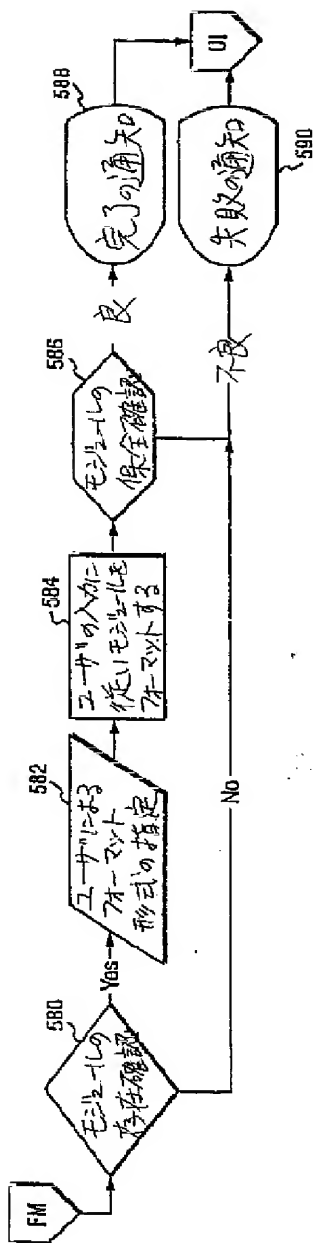 FM
580
モジュールの
存在確認
Yes
No
582
ユーザによる
フォーマット
形式の指定
584
ユーザの入力に
従いモジュールを
フォーマットする
586
モジュールの
保全確認
良
不良
588
完了の通知
590
失敗の通知
UI